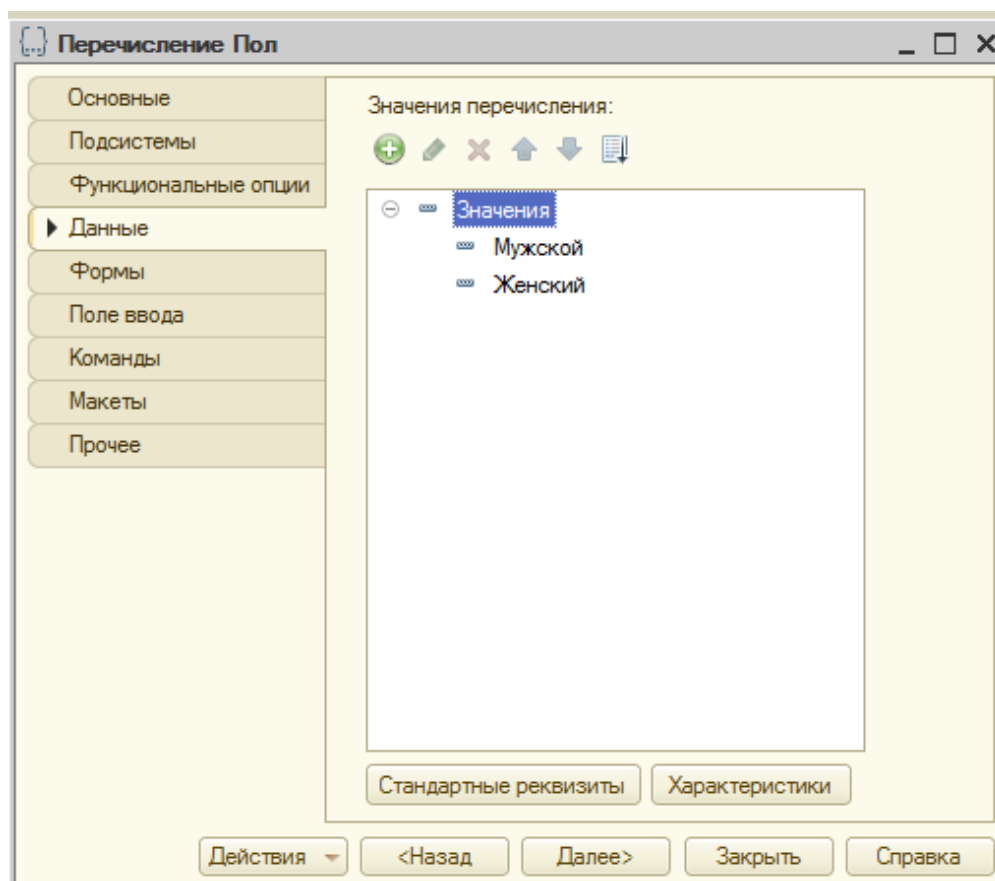 Перечисление Пол
Основные
Подсистемы
Функциональные опции
Данные
Формы
Поле ввода
Команды
Макеты
Прочее
Значения перечисления:
Значения
Мужской
Женский
Стандартные реквизиты Характеристики
Действия <Назад Далее> Закрыть Справка